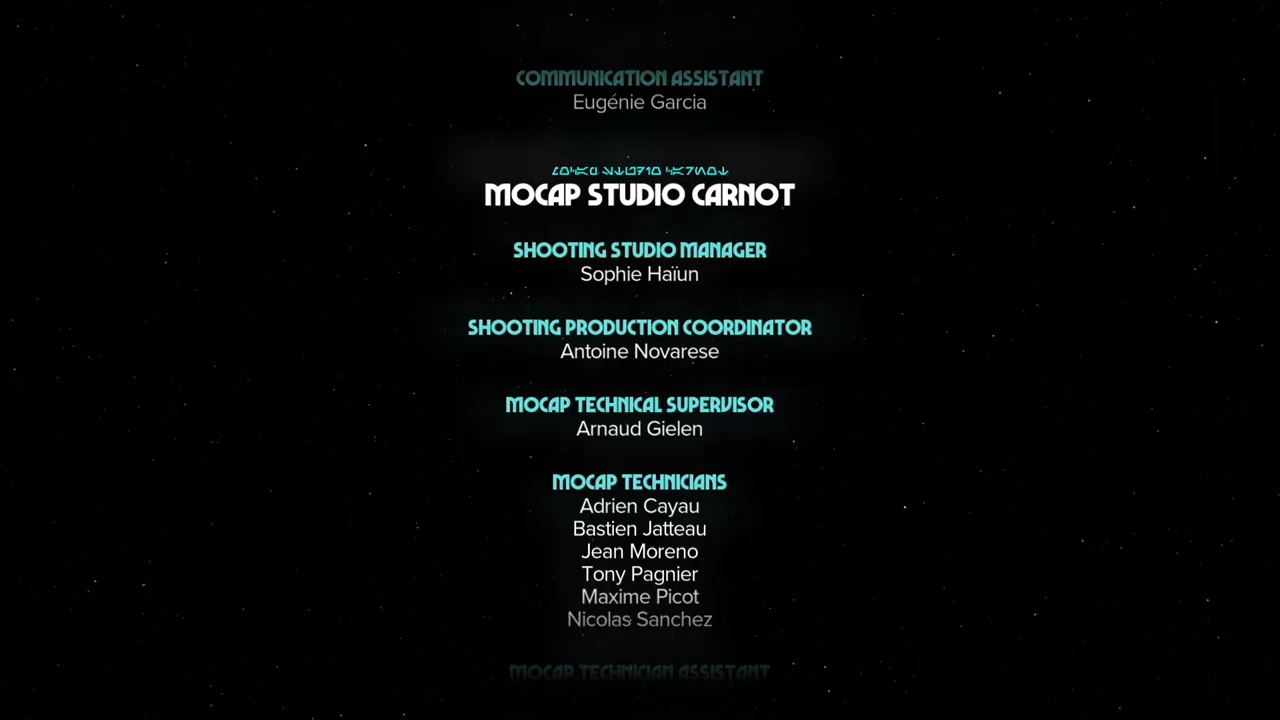 COMMUNICATION ASSISTANT
Eugénie Garcia
MOCAP STUDIO CARNOT
SHOOTING STUDIO MANAGER
Sophie Haïun
SHOOTING PRODUCTION COORDINATOR
Antoine Novarese
MOCAP TECHNICAL SUPERVISOR
Arnaud Gielen
MOCAP TECHNICIANS
Adrien Cayau
Bastien Jatteau
Jean Moreno
Tony Pagnier
Maxime Picot
Nicolas Sanchez
MOCAP TECHNICIAN ASSISTANT